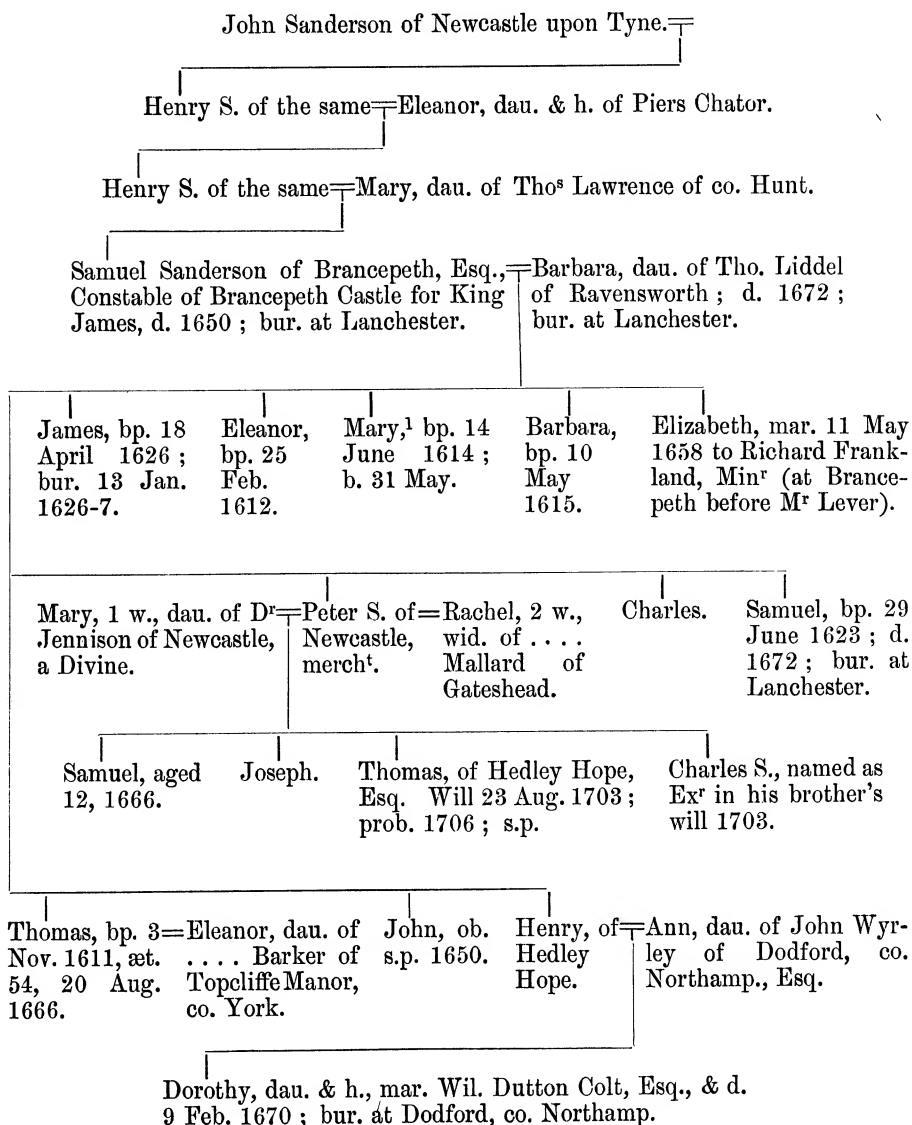 John Sanderson of Newcastle upon Tyne.=
Henry S. of the same=Eleanor, dau. & h. of Piers Chator.
Henry S. of the same=Mary, dau. of Thoˢ Lawrence of co. Hunt.
Samuel Sanderson of Brancepeth, Esq.,=
Constable of Brancepeth Castle for King
James, d. 1650 ; bur. at Lanchester.
Barbara, dau. of Tho. Liddel
of Ravensworth ; d. 1672 ;
bur. at Lanchester.
James, bp. 18
April 1626 ;
bur. 13 Jan.
1626-7.
Eleanor,
bp. 25
Feb.
1612.
Mary,¹ bp. 14
June 1614 ;
b. 31 May.
Barbara,
bp. 10
May
1615.
Elizabeth, mar. 11 May
1658 to Richard Frank-
land, Minʳ (at Brance-
peth before Mʳ Lever).
Mary, 1 w., dau. of Dʳ=
Jennison of Newcastle,
a Divine.
Peter S. of=
Newcastle,
merchᵗ.
Rachel, 2 w.,
wid. of . . . .
Mallard of
Gateshead.
Charles.
Samuel, bp. 29
June 1623 ; d.
1672 ; bur. at
Lanchester.
Samuel, aged
12, 1666.
Joseph.
Thomas, of Hedley Hope,
Esq. Will 23 Aug. 1703 ;
prob. 1706 ; s.p.
Charles S., named as
Exʳ in his brother's
will 1703.
Thomas, bp. 3=
Nov. 1611, æt.
54, 20 Aug.
1666.
Eleanor, dau. of
. . . . Barker of
Topcliffe Manor,
co. York.
John, ob.
s.p. 1650.
Henry, of=
Hedley
Hope.
Ann, dau. of John Wyr-
ley of Dodford, co.
Northamp., Esq.
Dorothy, dau. & h., mar. Wil. Dutton Colt, Esq., & d.
9 Feb. 1670 ; bur. at Dodford, co. Northamp.